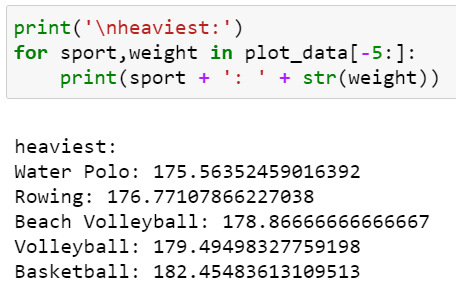 print('\nheaviest:')
for sport,weight in plot_data[-5:]:
    print(sport + ': ' + str(weight))
heaviest:
Water Polo: 175.56352459016392
Rowing: 176.77107866227038
Beach Volleyball: 178.86666666666667
Volleyball: 179.49498327759198
Basketball: 182.45483613109513